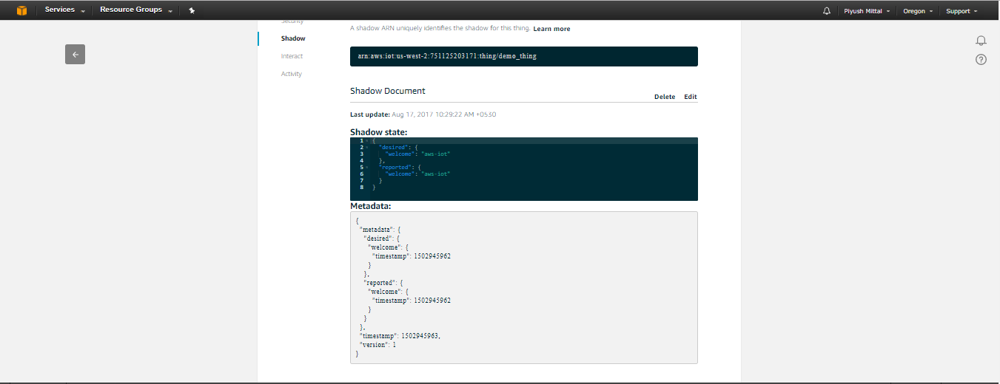 Services
Resource Groups
Piyush Mittal
Oregon
Support
Security
Shadow
Interact
Activity
A shadow ARN uniquely identifies the shadow for this thing. Learn more
arn:aws:iot:us-west-2:751125203171:thing/demo_thing
Shadow Document
Delete Edit
Last update: Aug 17, 2017 10:29:22 AM +0530
Shadow state:
1 {
2 "desired": {
3 "welcome": "aws-iot"
4 },
5 "reported": {
6 "welcome": "aws-iot"
7 }
8 }
Metadata:
{
"metadata": {
"desired": {
"welcome": {
"timestamp": 1502945962
}
},
"reported": {
"welcome": {
"timestamp": 1502945962
}
}
},
"timestamp": 1502945963,
"version": 1
}